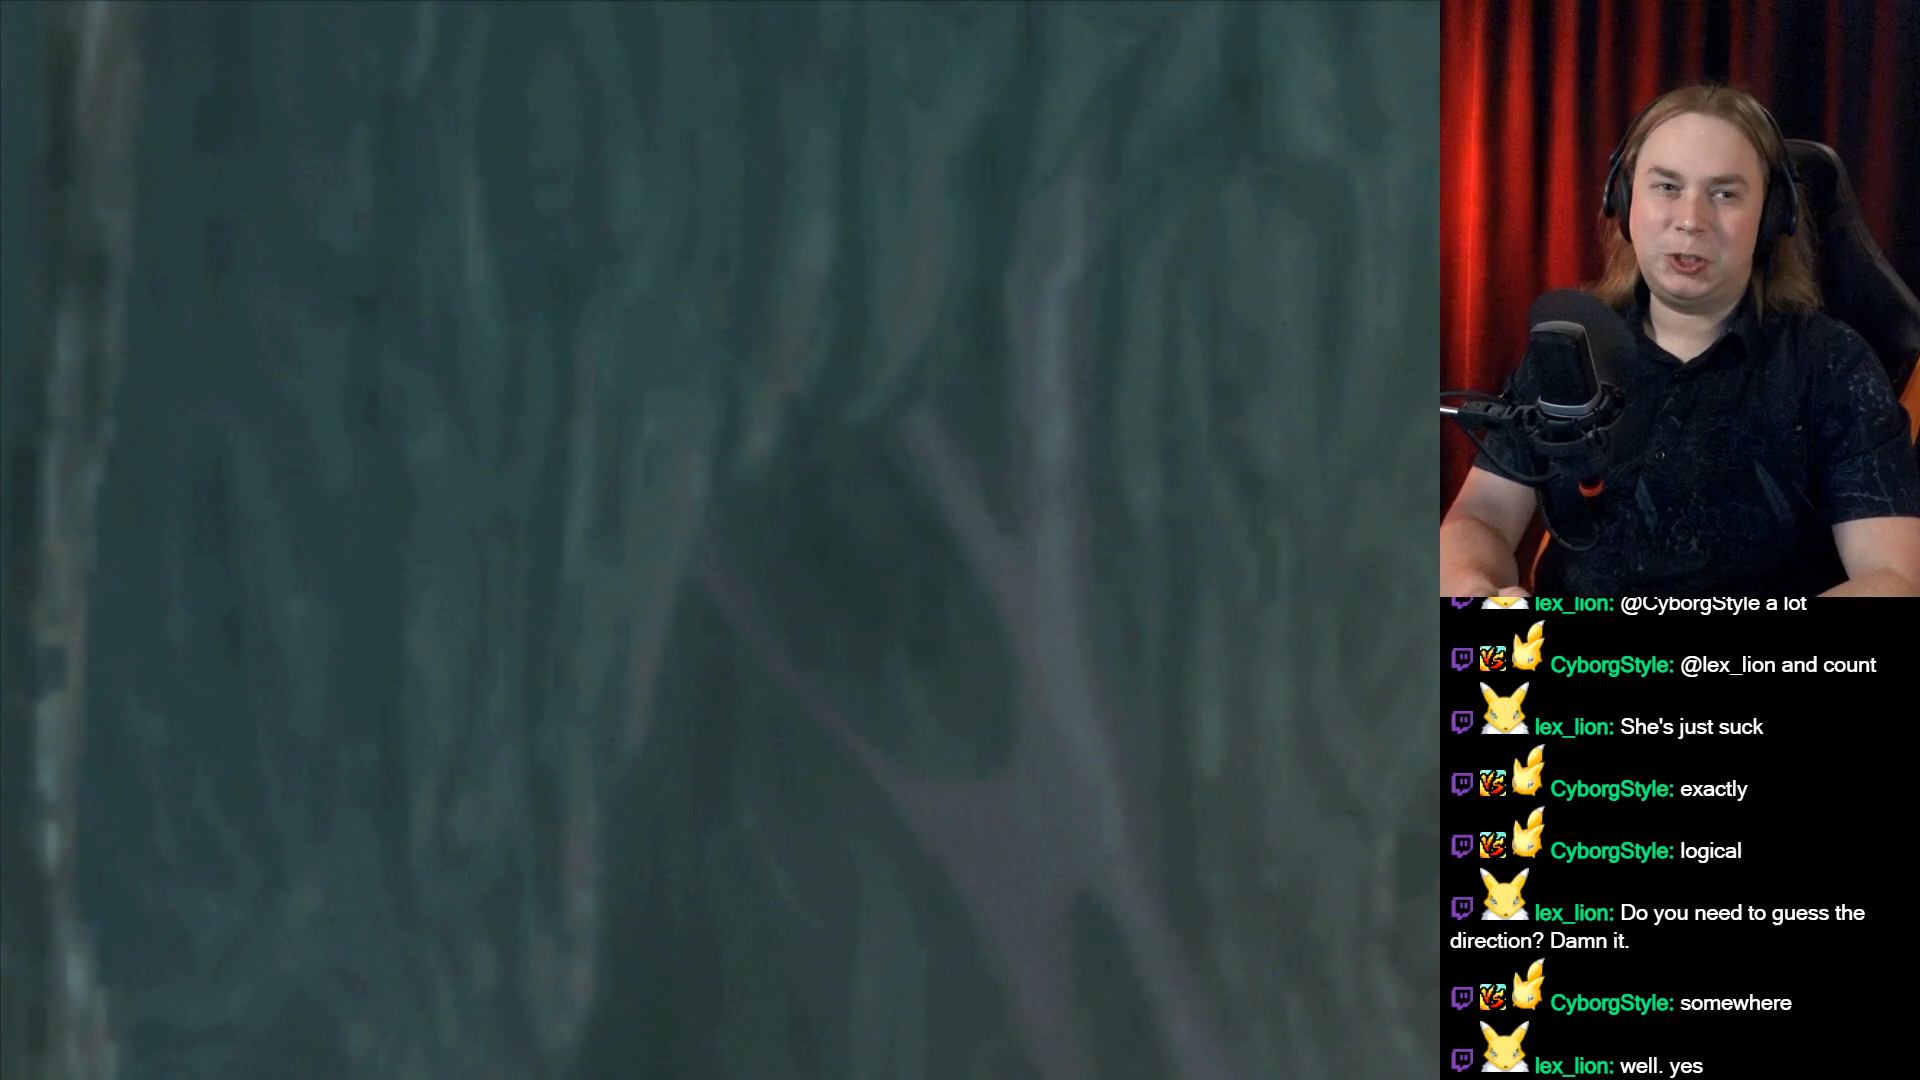 lex_lion: @CyborgStyle a lot
CyborgStyle: @lex_lion and count
lex_lion: She's just suck
CyborgStyle: exactly
CyborgStyle: logical
lex_lion: Do you need to guess the
direction? Damn it.
CyborgStyle: somewhere
lex_lion: well. yes